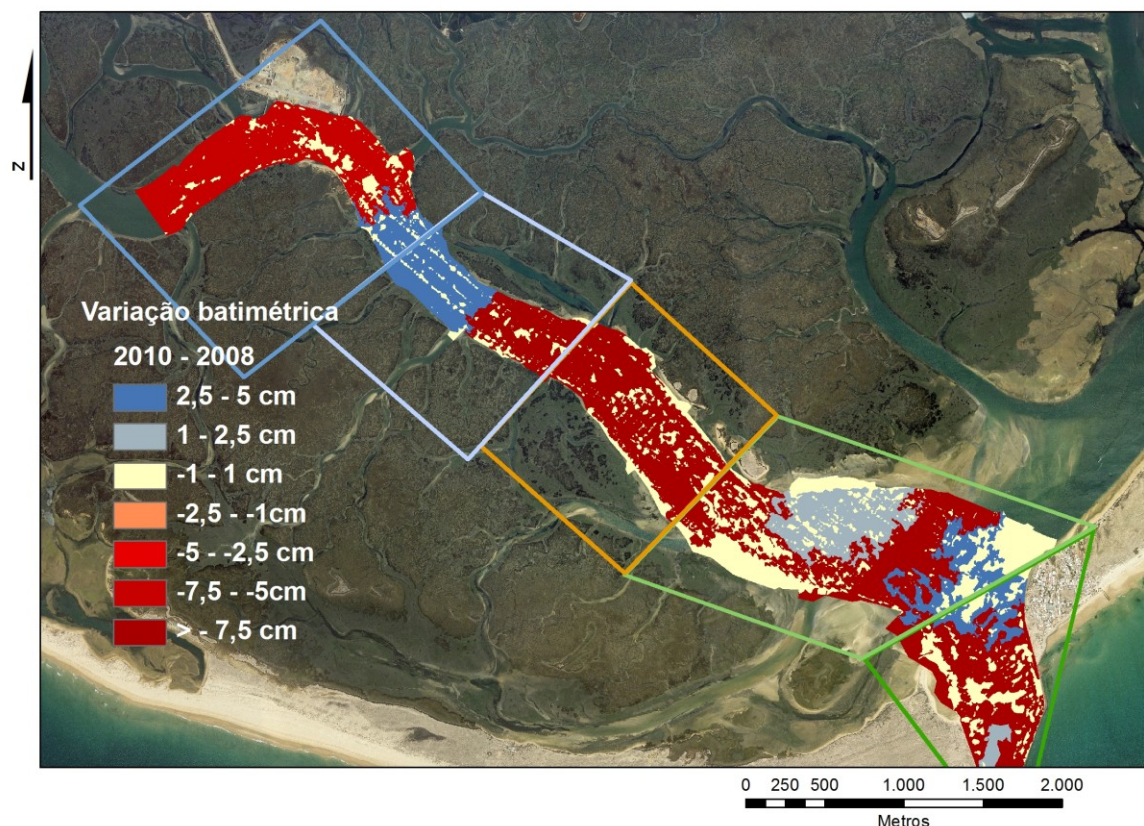 N
Variação batimétrica
2010 - 2008
2,5 - 5 cm
1 - 2,5 cm
-1 - 1 cm
-2,5 - -1cm
-5 - -2,5 cm
-7,5 - -5cm
> - 7,5 cm
0 250 500 1.000 1.500 2.000
Metros